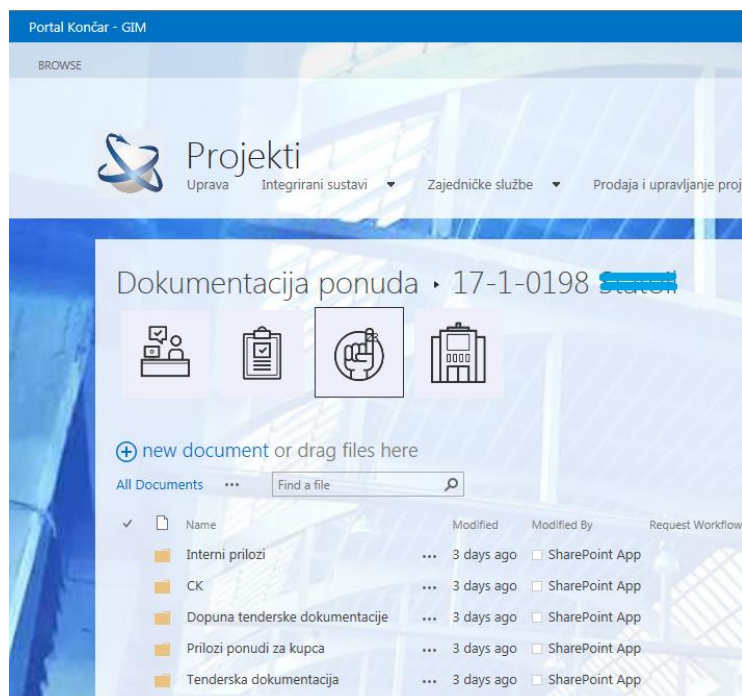 Portal Končar - GIM
BROWSE
Projekti
Uprava Integrirani sustavi Zajedničke službe Prodaja i upravljanje proj
Dokumentacija ponuda ▸ 17-1-0198
new document or drag files here
All Documents ... Find a file
Name Modified Modified By Request Workflow
Interni prilozi ... 3 days ago SharePoint App
CK ... 3 days ago SharePoint App
Dopuna tenderske dokumentacije ... 3 days ago SharePoint App
Prilozi ponudi za kupca ... 3 days ago SharePoint App
Tenderska dokumentacija ... 3 days ago SharePoint App